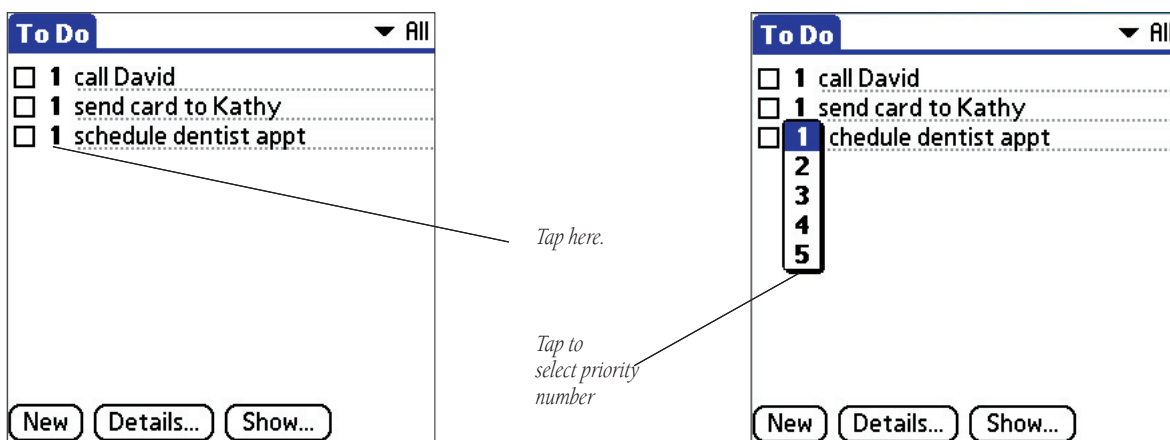 To Do All
1 call David
1 send card to Kathy
1 schedule dentist appt
New Details... Show...
Tap here.
Tap to
select priority
number
To Do All
1 call David
1 send card to Kathy
1 chedule dentist appt
2
3
4
5
New Details... Show...